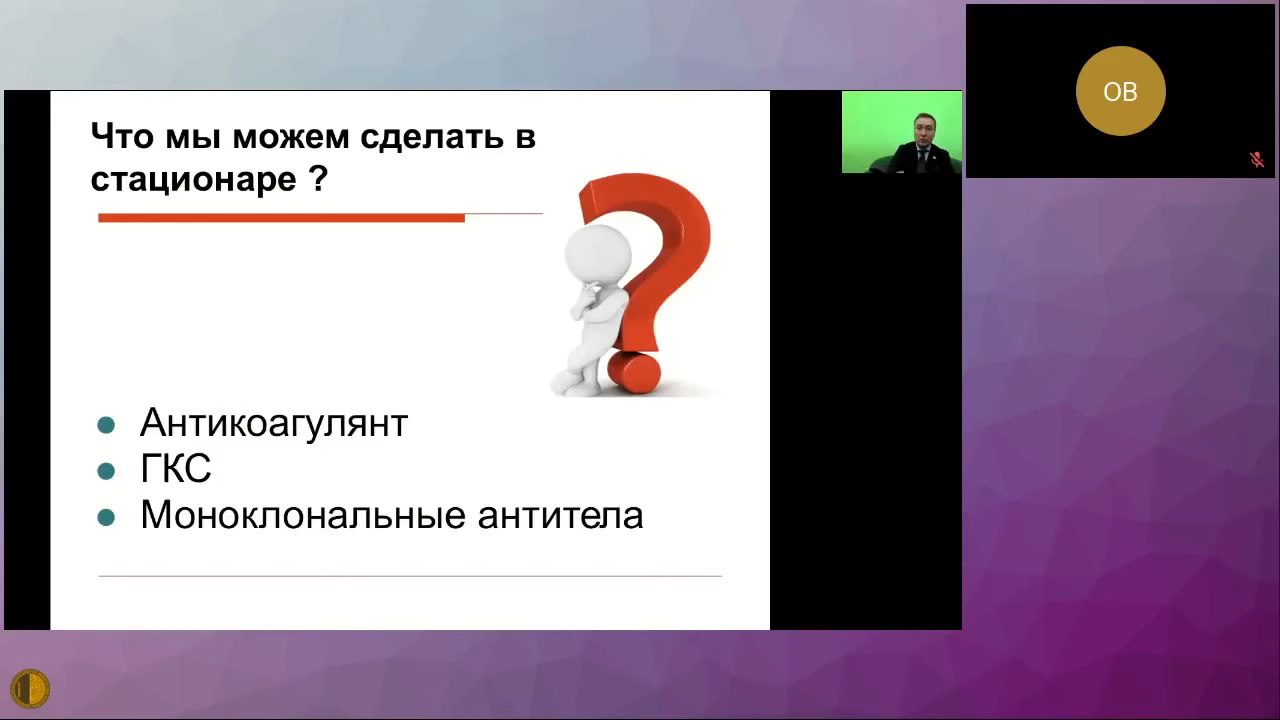 Что мы можем сделать в
стационаре ?
Антикоагулянт
ГКС
Моноклональные антитела
ОВ